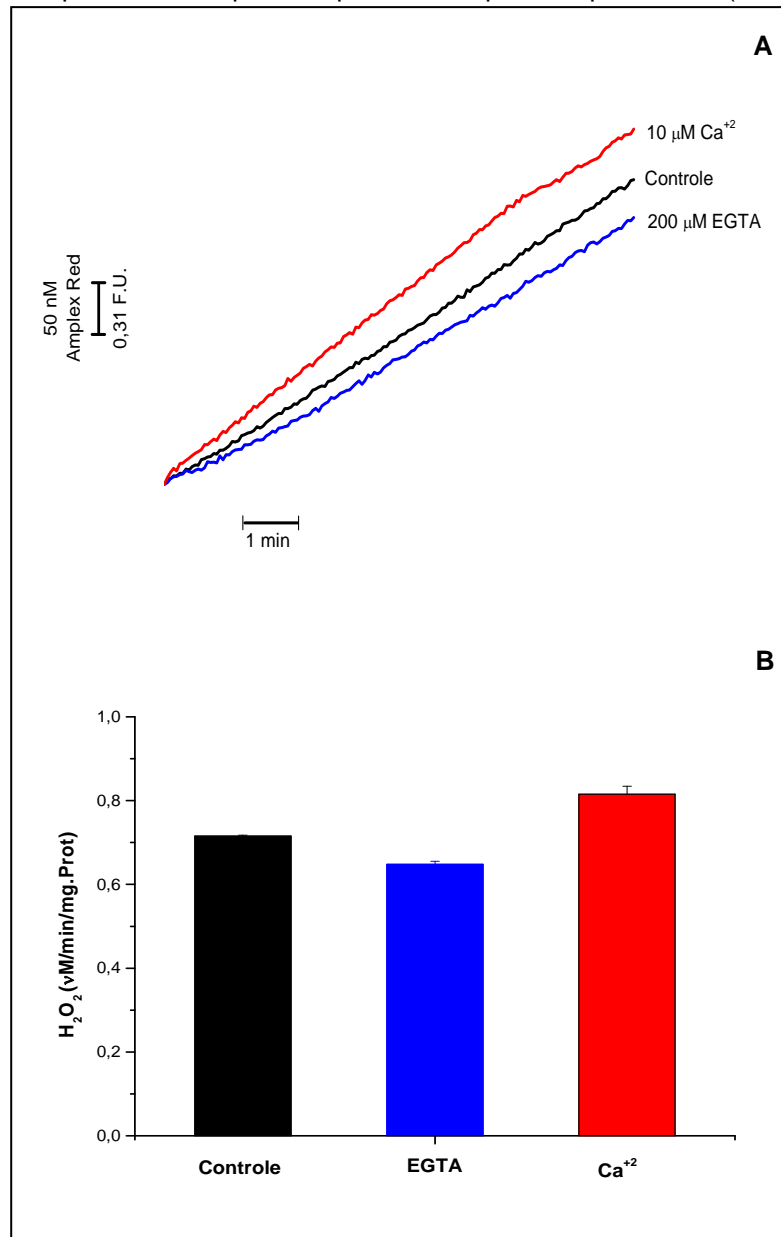 A
10 μM Ca⁺²
Controle
200 μM EGTA
50 nM
Amplex Red
0,31 F.U.
1 min
B
1,0
0,8
0,6
0,4
0,2
0,0
H₂O₂ (νM/min/mg.Prot)
Controle
EGTA
Ca⁺²